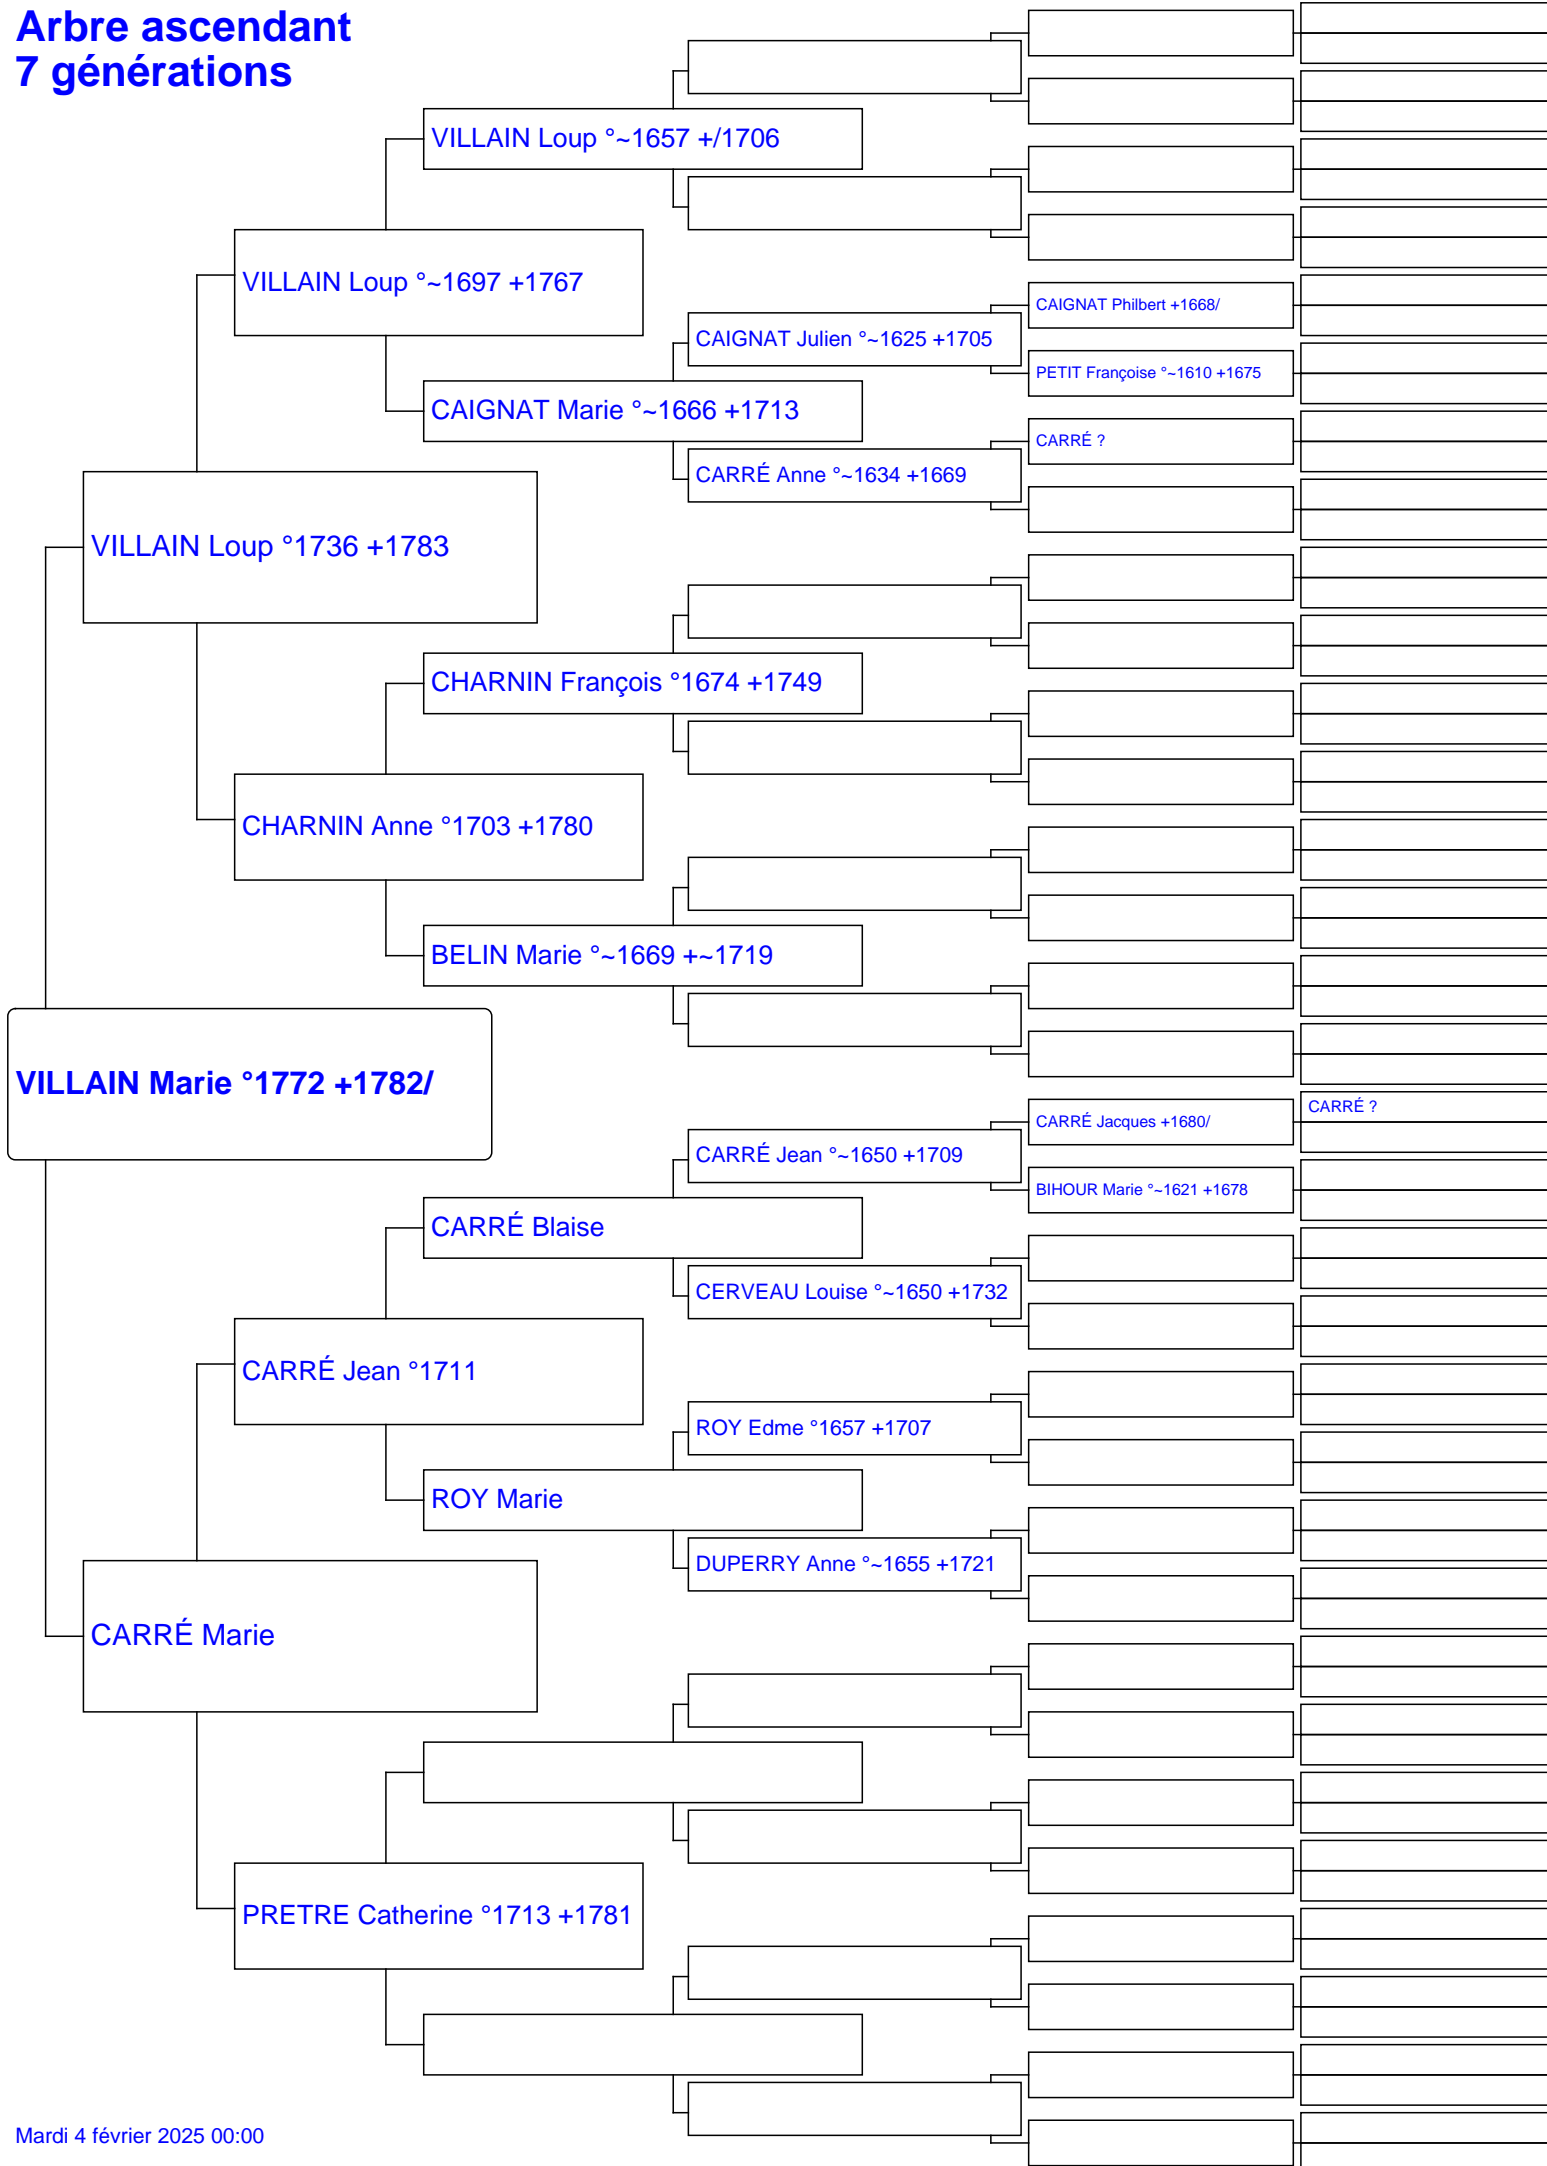 Arbre ascendant
7 générations
VILLAIN Loup °~1657 +/1706
VILLAIN Loup °~1697 +1767
CAIGNAT Philbert +1668/
CAIGNAT Julien °~1625 +1705
PETIT Françoise °~1610 +1675
CAIGNAT Marie °~1666 +1713
CARRÉ ?
CARRÉ Anne °~1634 +1669
VILLAIN Loup °1736 +1783
CHARNIN François °1674 +1749
CHARNIN Anne °1703 +1780
BELIN Marie °~1669 +~1719
VILLAIN Marie °1772 +1782/
CARRÉ ?
CARRÉ Jacques +1680/
CARRÉ Jean °~1650 +1709
BIHOUR Marie °~1621 +1678
CARRÉ Blaise
CERVEAU Louise °~1650 +1732
CARRÉ Jean °1711
ROY Edme °1657 +1707
ROY Marie
DUPERRY Anne °~1655 +1721
CARRÉ Marie
PRETRE Catherine °1713 +1781
Mardi 4 février 2025 00:00